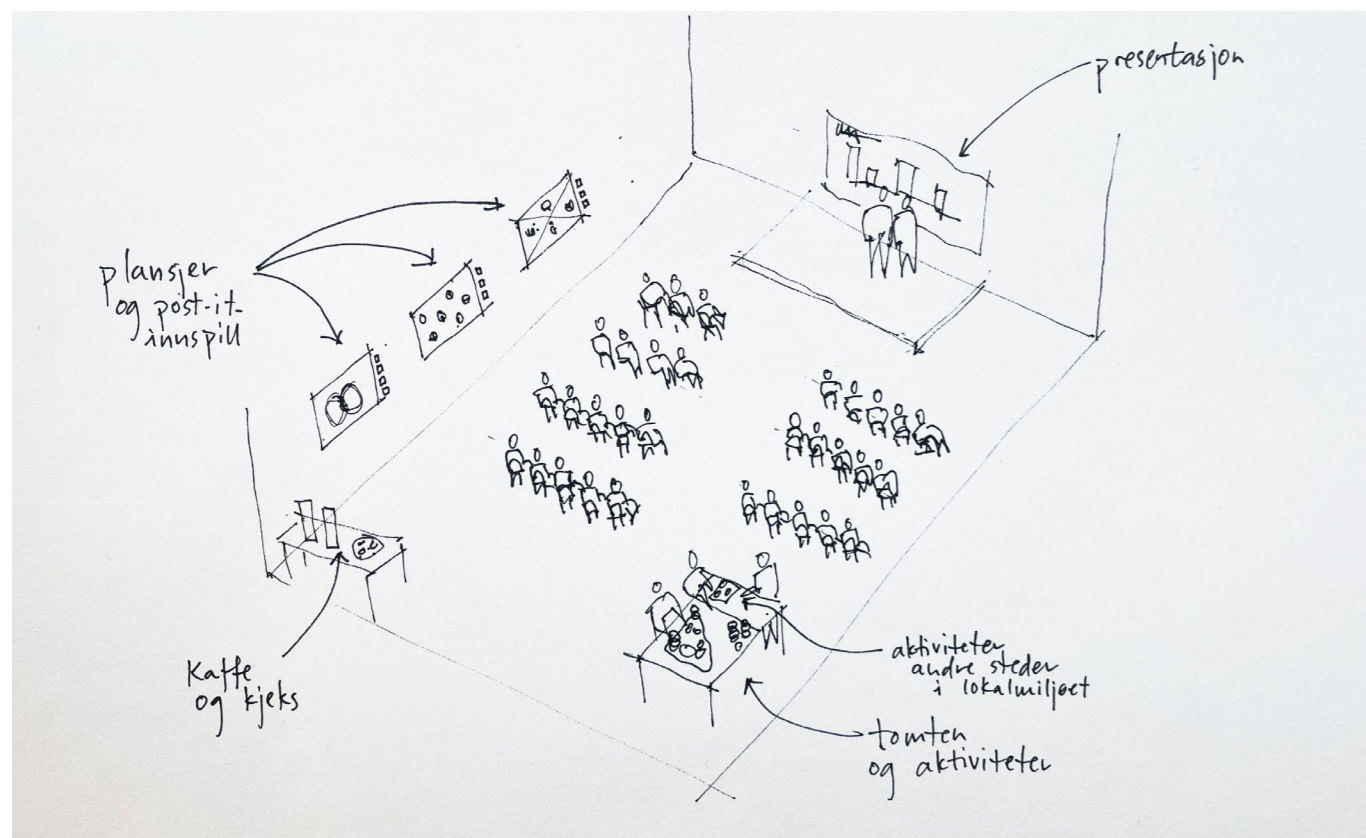 presentasjon
plansjer
og post-it-
innspill
Kaffe
og kjeks
aktiviteter
andre steder
i lokalmiljøet
tomten
og aktiviteter